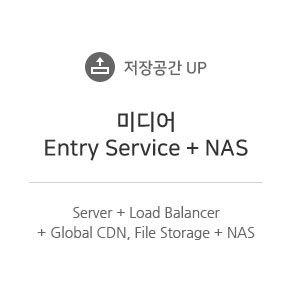 저장공간 UP
미디어
Entry Service + NAS
Server + Load Balancer
+ Global CDN, File Storage + NAS